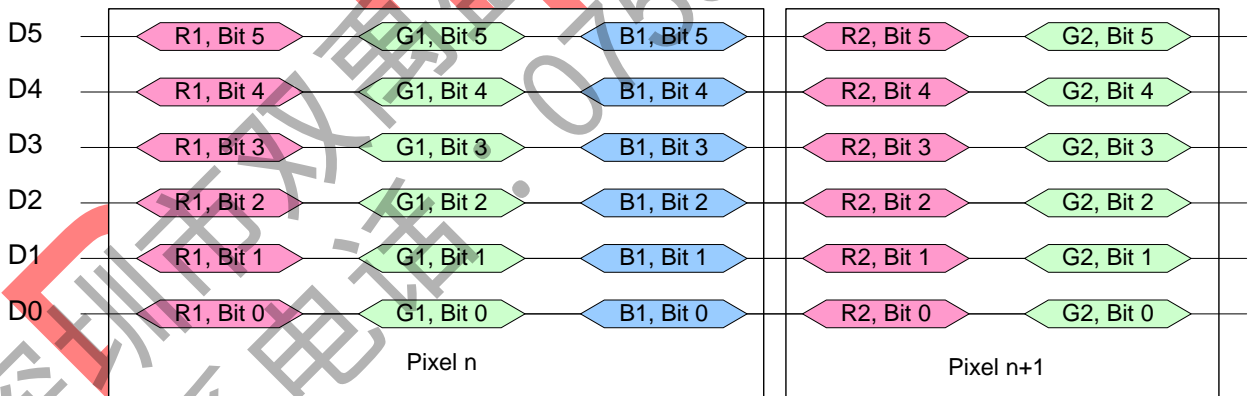 D5 R1, Bit 5 G1, Bit 5 B1, Bit 5 R2, Bit 5 G2, Bit 5
D4 R1, Bit 4 G1, Bit 4 B1, Bit 4 R2, Bit 4 G2, Bit 4
D3 R1, Bit 3 G1, Bit 3 B1, Bit 3 R2, Bit 3 G2, Bit 3
D2 R1, Bit 2 G1, Bit 2 B1, Bit 2 R2, Bit 2 G2, Bit 2
D1 R1, Bit 1 G1, Bit 1 B1, Bit 1 R2, Bit 1 G2, Bit 1
D0 R1, Bit 0 G1, Bit 0 B1, Bit 0 R2, Bit 0 G2, Bit 0
Pixel n Pixel n+1
圳市双禹
电话：075